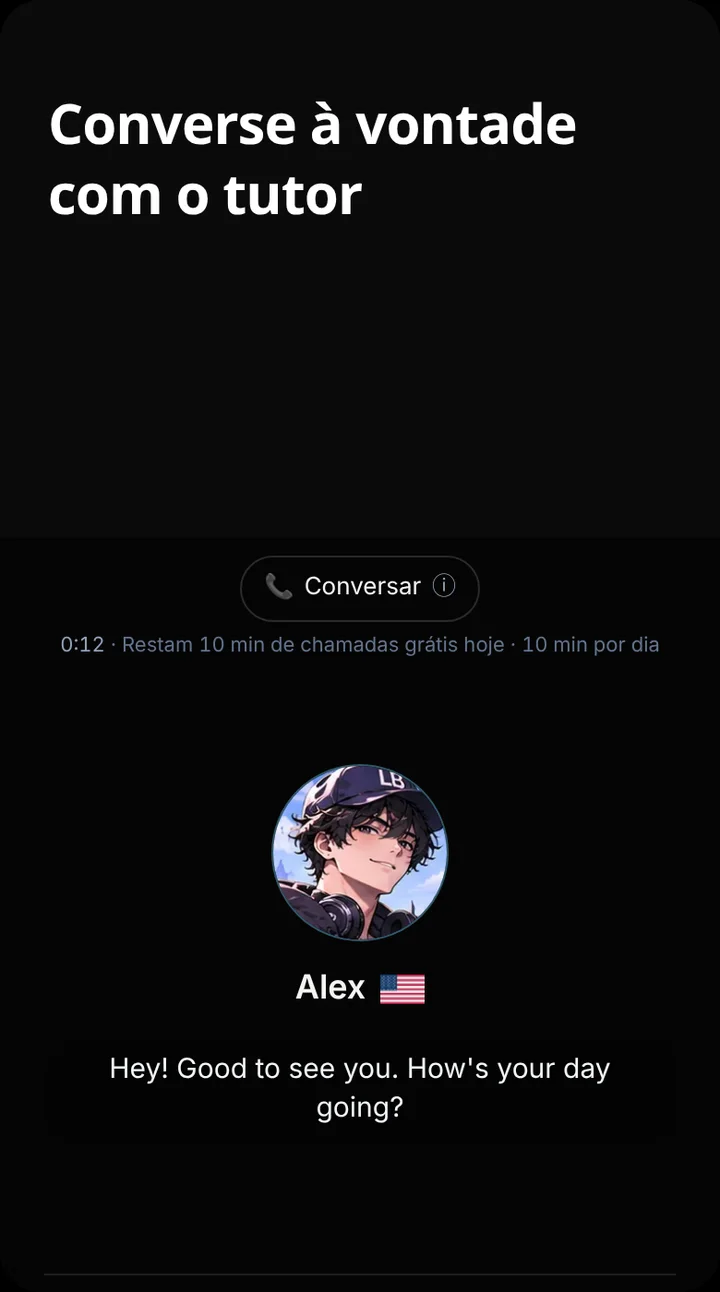 Converse à vontade
com o tutor
📞 Conversar ⓘ
0:12 · Restam 10 min de chamadas grátis hoje · 10 min por dia
LB
Alex 🇺🇸
Hey! Good to see you. How's your day
going?